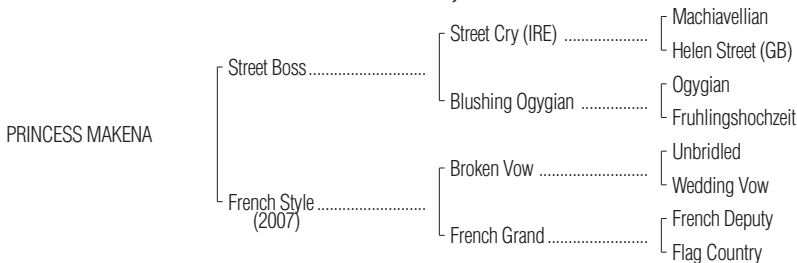 Machiavellian
Street Cry (IRE) ....................
Helen Street (GB)
Street Boss............................
Ogygian
Blushing Ogygian ................
Fruhlingshochzeit
PRINCESS MAKENA
Unbridled
Broken Vow ..........................
Wedding Vow
French Style..........................
(2007)
French Deputy
French Grand........................
Flag Country